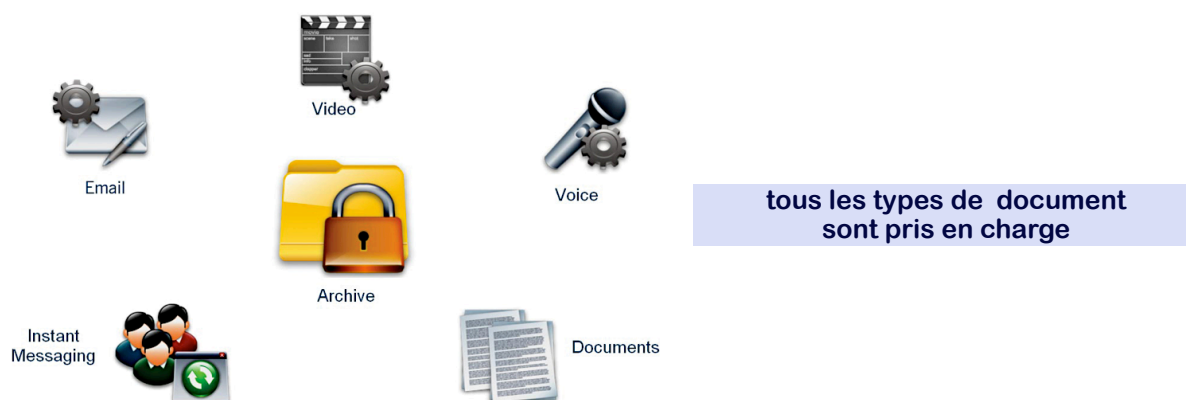 Video
Email
Voice
tous les types de document
sont pris en charge
Archive
Instant
Messaging
Documents